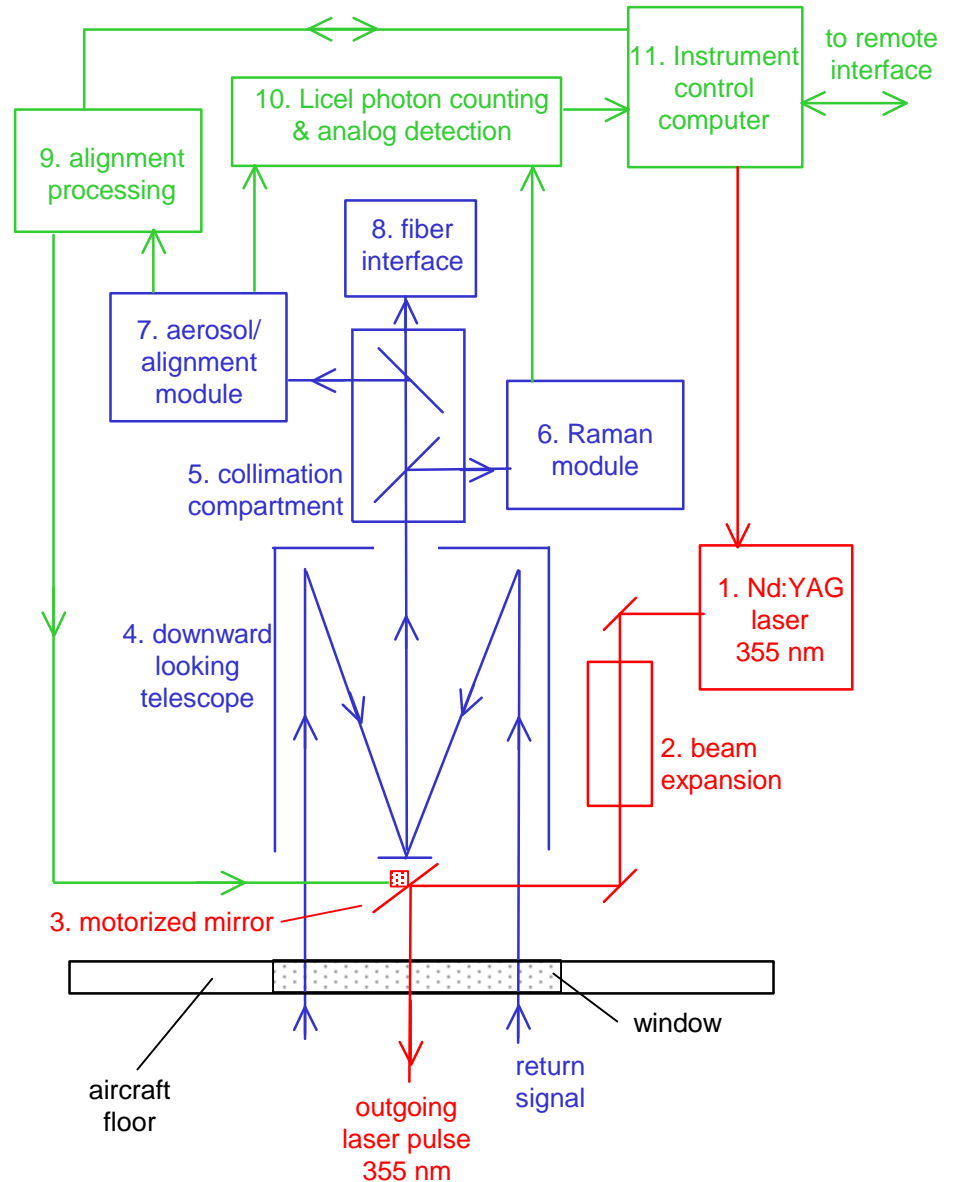 11. Instrument
control
computer
to remote
interface
10. Licel photon counting
& analog detection
9. alignment
processing
8. fiber
interface
7. aerosol/
alignment
module
6. Raman
module
5. collimation
compartment
1. Nd:YAG
laser
355 nm
4. downward
looking
telescope
2. beam
expansion
3. motorized mirror
window
aircraft
floor
return
signal
outgoing
laser pulse
355 nm